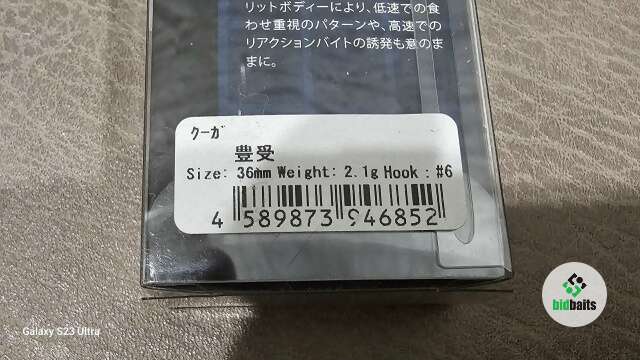 リットボディーにより、低速での食
わせ重視のパターンや、高速での
リアクションバイトの誘発も意のま
まに。
クーガ
豊受
Size: 36mm Weight: 2.1g Hook : #6
4 589873 946852
bidbaits
Galaxy S23 Ultra